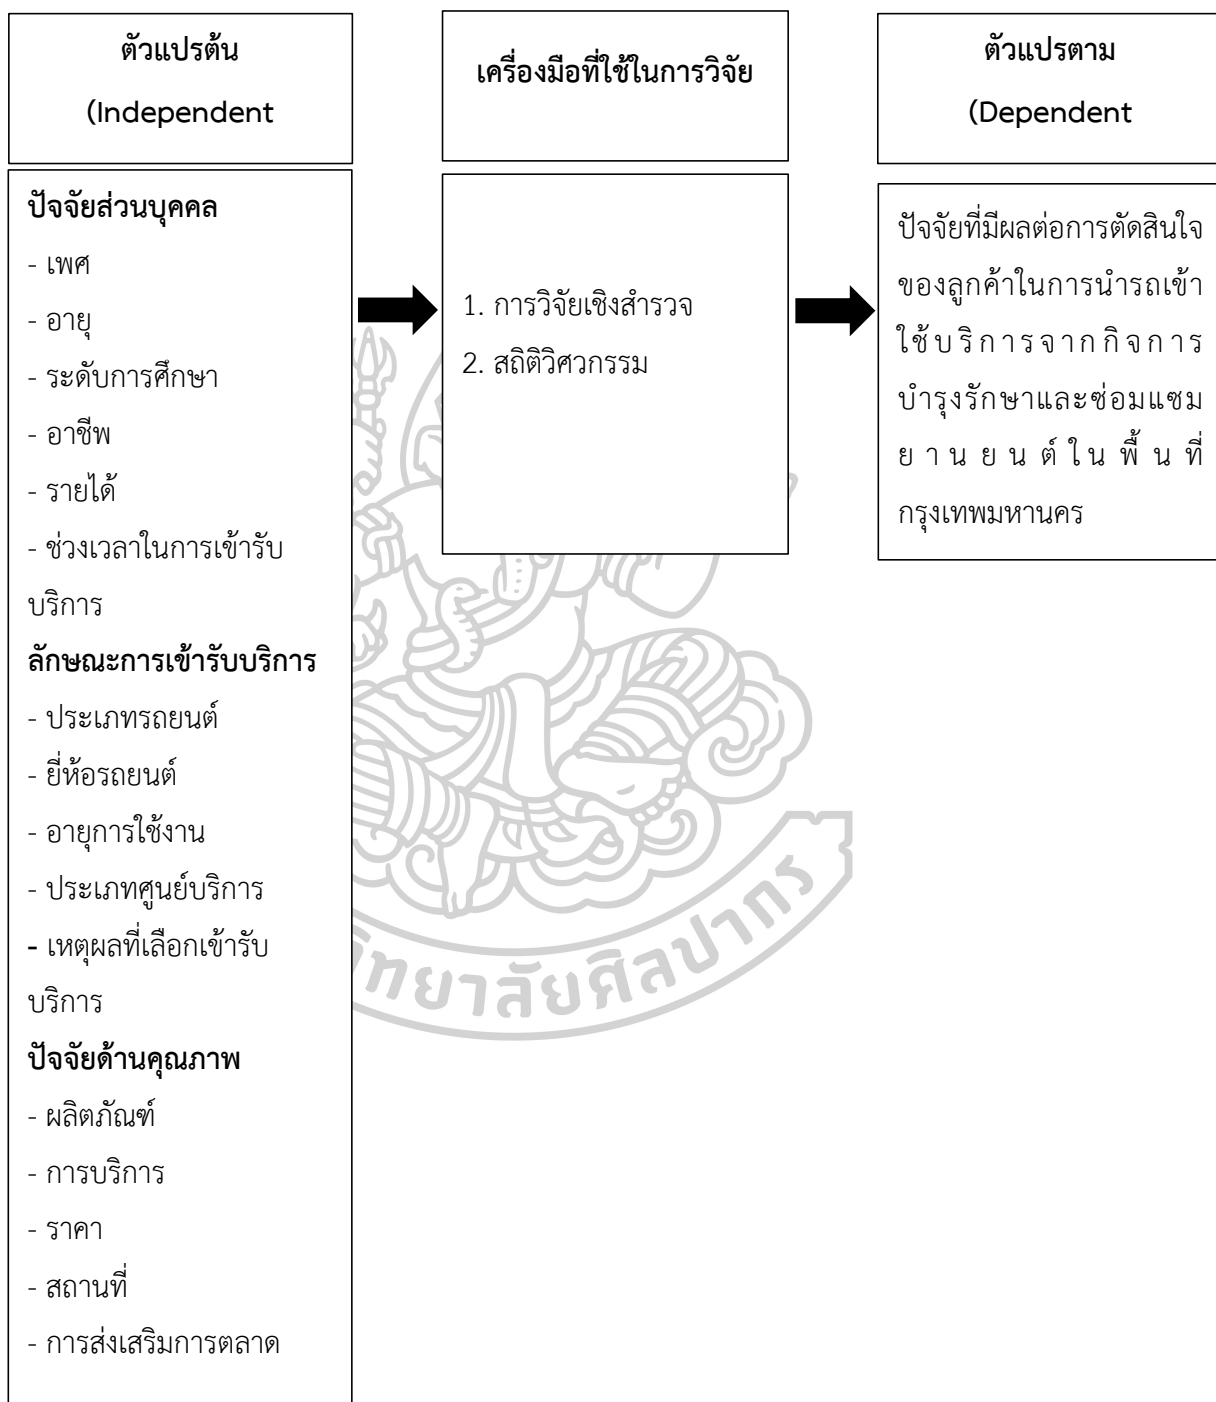 ตัวแปรต้น
(Independent
ปัจจัยส่วนบุคคล
- เพศ
- อายุ
- ระดับการศึกษา
- อาชีพ
- รายได้
- ช่วงเวลาในการเข้ารับ
บริการ
ลักษณะการเข้ารับบริการ
- ประเภทรถยนต์
- ยี่ห้อรถยนต์
- อายุการใช้งาน
- ประเภทศูนย์บริการ
- เหตุผลที่เลือกเข้ารับ
บริการ
ปัจจัยด้านคุณภาพ
- ผลิตภัณฑ์
- การบริการ
- ราคา
- สถานที่
- การส่งเสริมการตลาด
เครื่องมือที่ใช้ในการวิจัย
1. การวิจัยเชิงสำรวจ
2. สถิติวิศวกรรม
ตัวแปรตาม
(Dependent
ปัจจัยที่มีผลต่อการตัดสินใจ
ของลูกค้าในการนำรถเข้า
ใช้บริการจากกิจการ
บำรุงรักษาและซ่อมแซม
ยานยนต์ในพื้นที่
กรุงเทพมหานคร
ทยาลัยศิลปากร